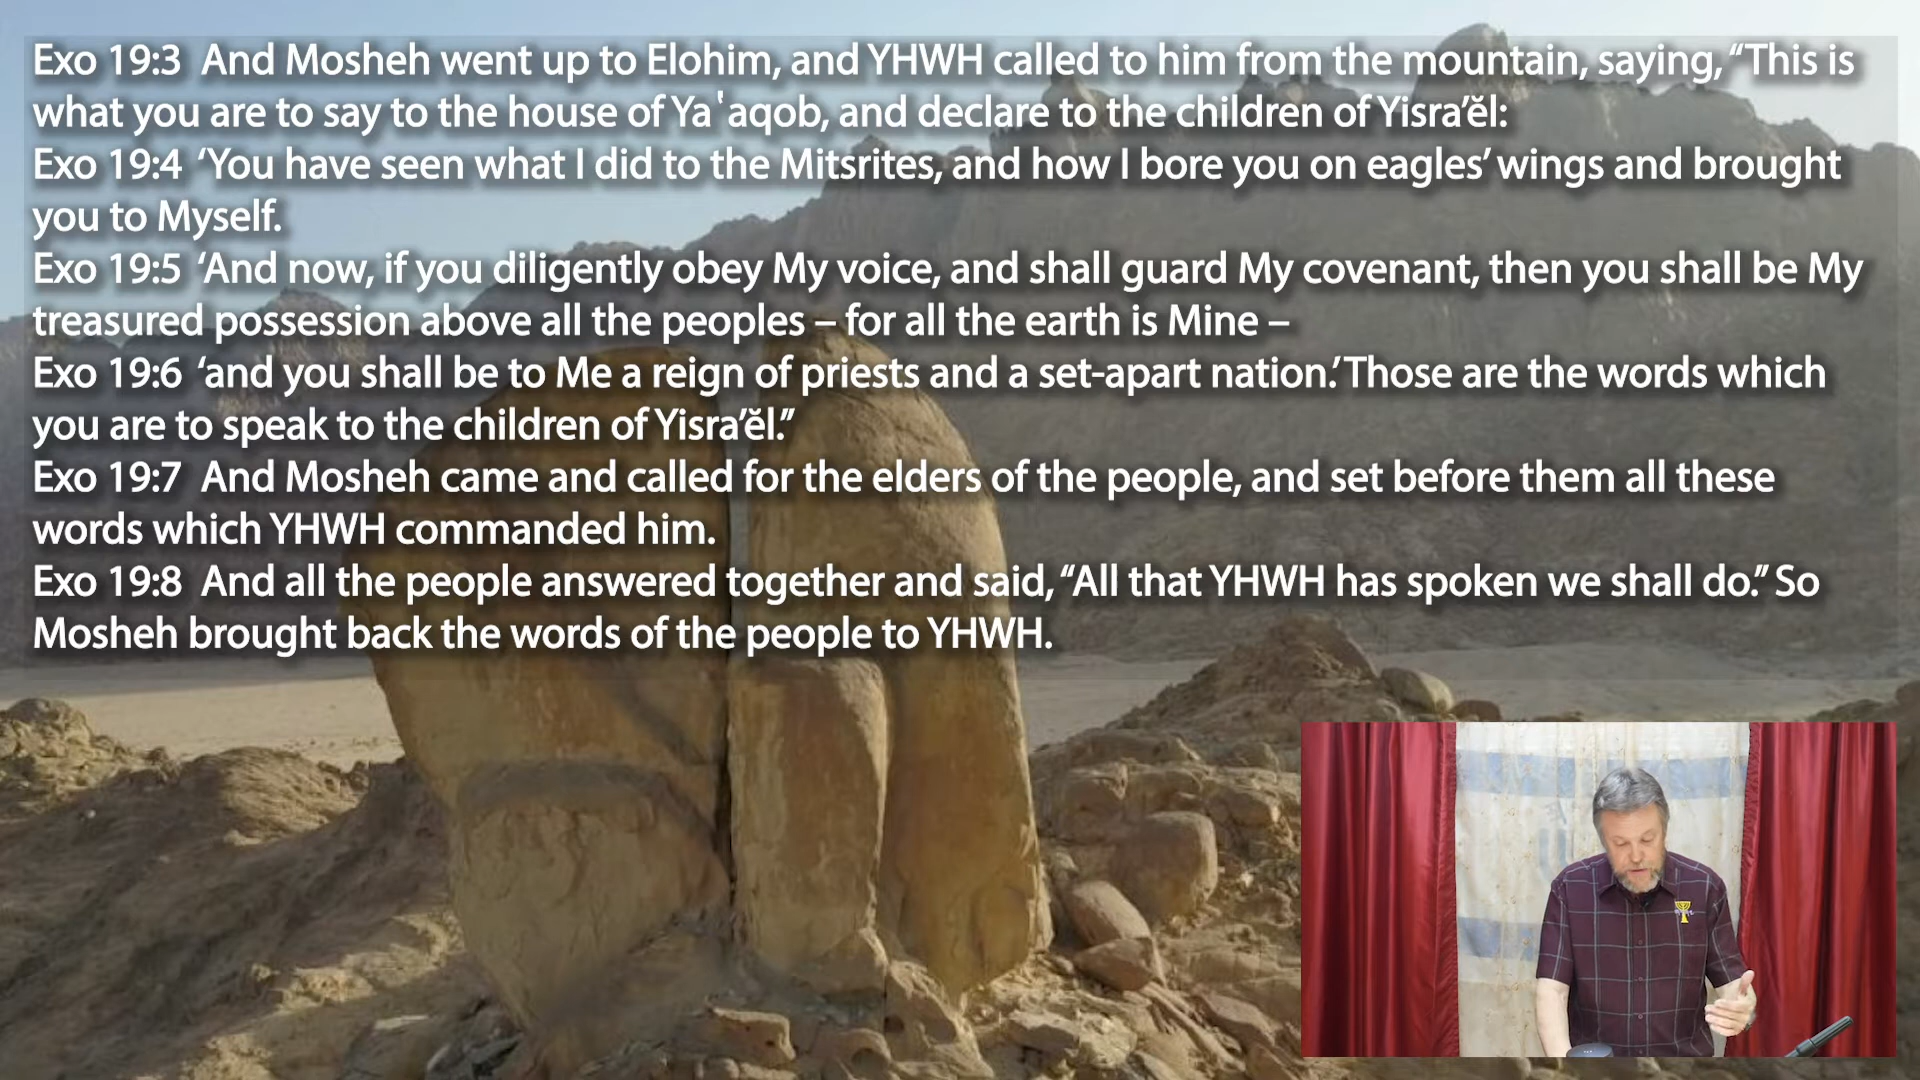 Exo 19:3  And Mosheh went up to Elohim, and YHWH called to him from the mountain, saying, “This is
what you are to say to the house of Ya‛aqob, and declare to the children of Yisra’ĕl:
Exo 19:4  ‘You have seen what I did to the Mitsrites, and how I bore you on eagles’ wings and brought
you to Myself.
Exo 19:5  ‘And now, if you diligently obey My voice, and shall guard My covenant, then you shall be My
treasured possession above all the peoples – for all the earth is Mine –
Exo 19:6  ‘and you shall be to Me a reign of priests and a set-apart nation.’ Those are the words which
you are to speak to the children of Yisra’ĕl.”
Exo 19:7  And Mosheh came and called for the elders of the people, and set before them all these
words which YHWH commanded him.
Exo 19:8  And all the people answered together and said, “All that YHWH has spoken we shall do.” So
Mosheh brought back the words of the people to YHWH.